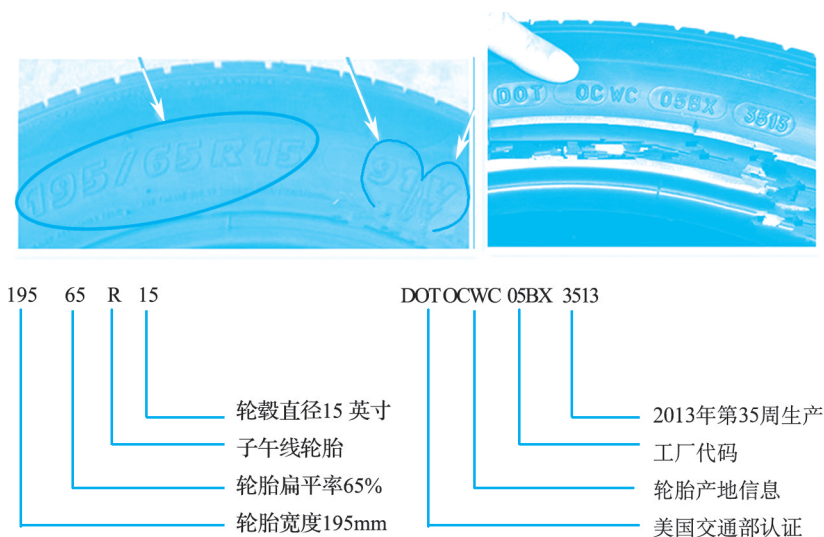 195/65R15
91V
DOT OCWC 05BX 3513
195 65 R 15
DOT OCWC 05BX 3513
轮毂直径15 英寸
子午线轮胎
轮胎扁平率65%
轮胎宽度195mm
2013年第35周生产
工厂代码
轮胎产地信息
美国交通部认证